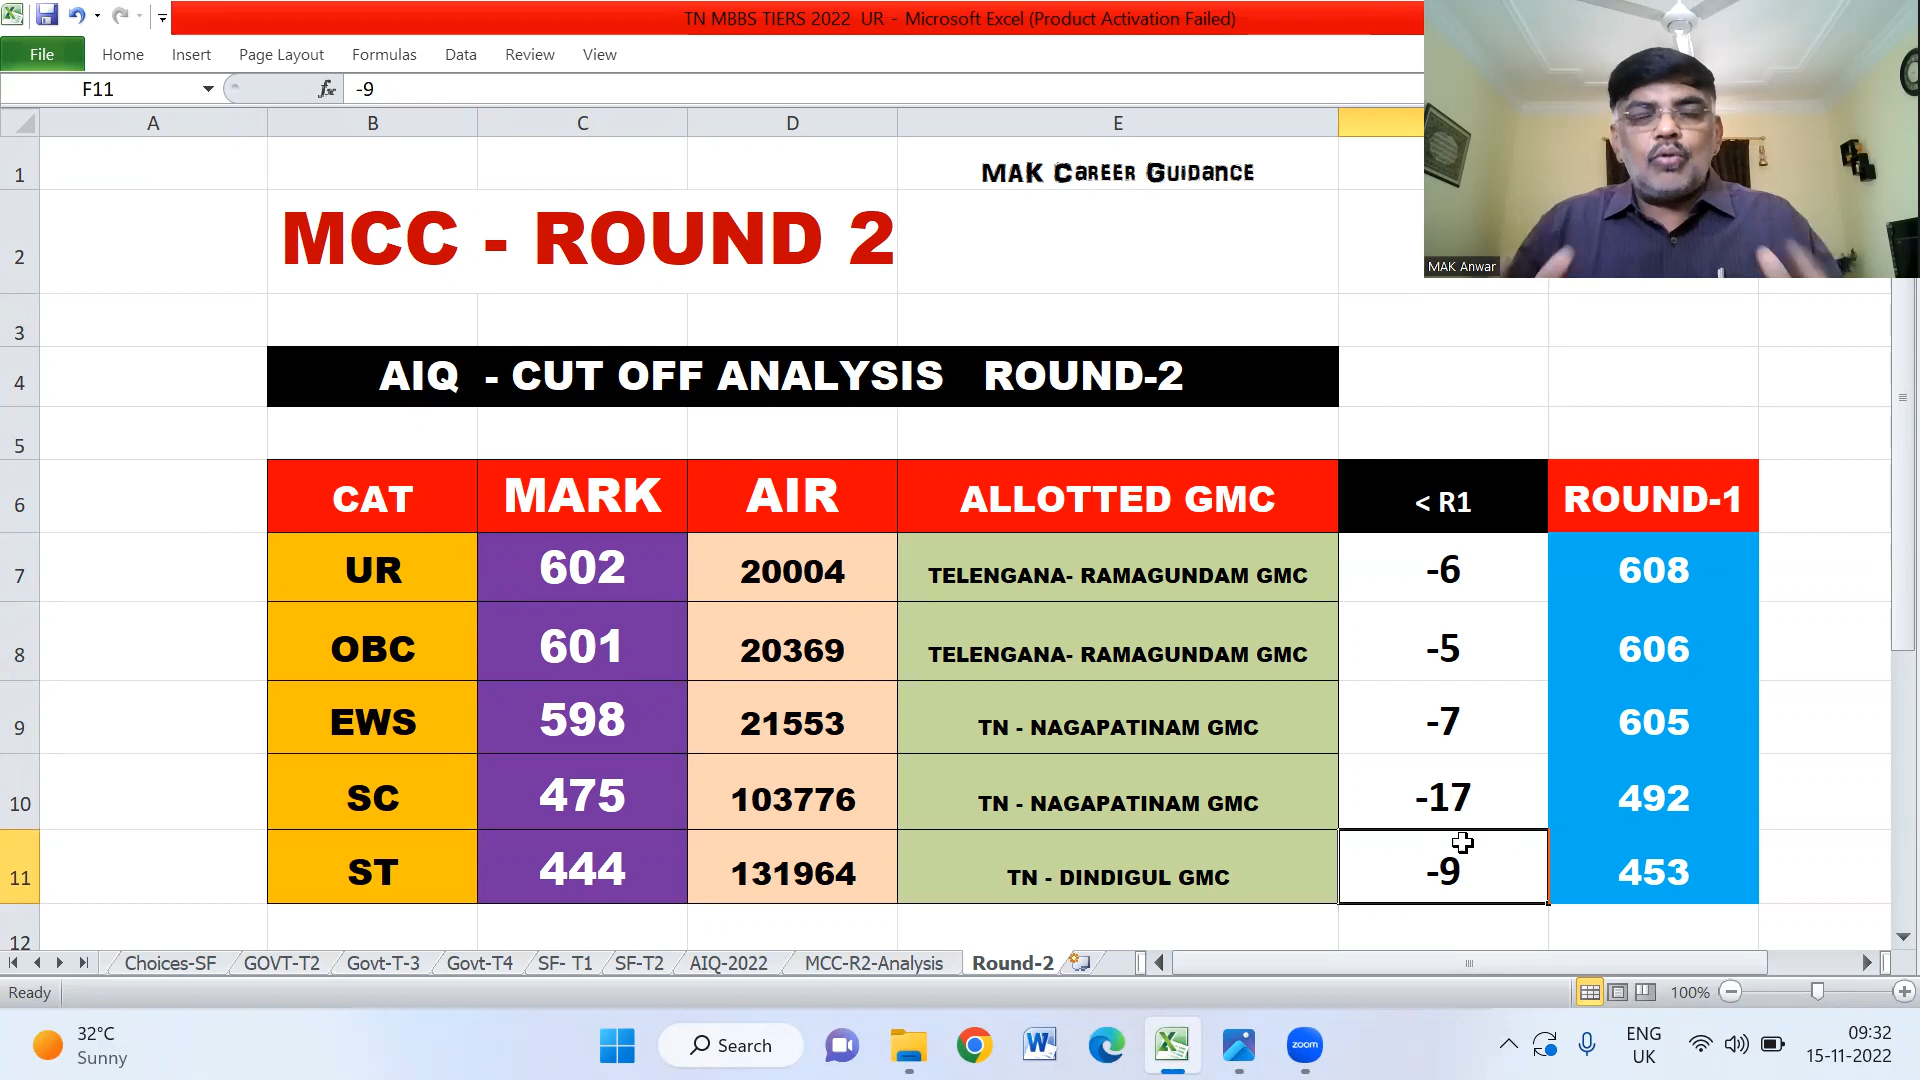 TN MBBS TIERS 2022 UR - Microsoft Excel (Product Activation Failed)
File Home Insert Page Layout Formulas Data Review View
F11 fx -9
A B C D E
1 MAK Career Guidance
MAK Anwar
2 MCC - ROUND 2
3
4 AIQ - CUT OFF ANALYSIS ROUND-2
5
6 CAT MARK AIR ALLOTTED GMC < R1 ROUND-1
7 UR 602 20004 TELENGANA- RAMAGUNDAM GMC -6 608
8 OBC 601 20369 TELENGANA- RAMAGUNDAM GMC -5 606
9 EWS 598 21553 TN - NAGAPATINAM GMC -7 605
10 SC 475 103776 TN - NAGAPATINAM GMC -17 492
11 ST 444 131964 TN - DINDIGUL GMC -9 453
12
Choices-SF GOVT-T2 Govt-T-3 Govt-T4 SF- T1 SF-T2 AIQ-2022 MCC-R2-Analysis Round-2
Ready 100%
32°C
Sunny
Search
zoom
ENG
UK
09:32
15-11-2022